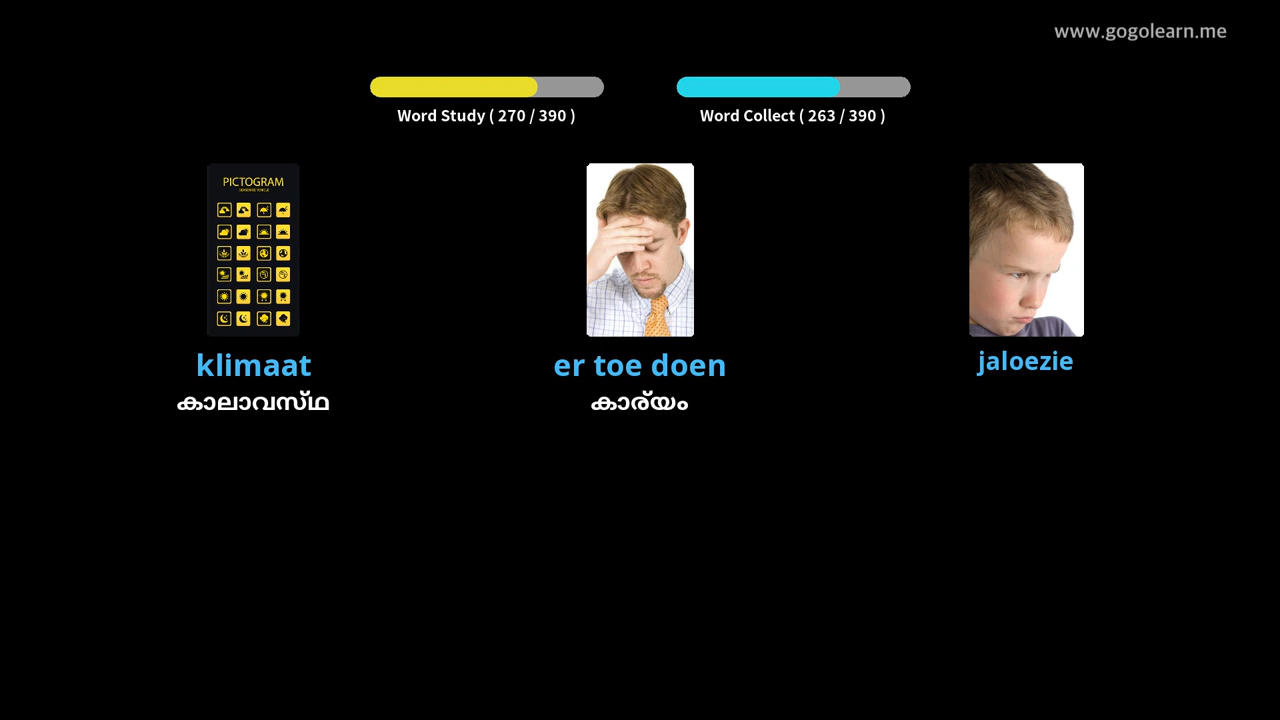 www.gogolearn.me
Word Study ( 270 / 390 )
Word Collect ( 263 / 390 )
PICTOGRAM
klimaat
കാലാവസ്ഥ
er toe doen
കാര്യം
jaloezie